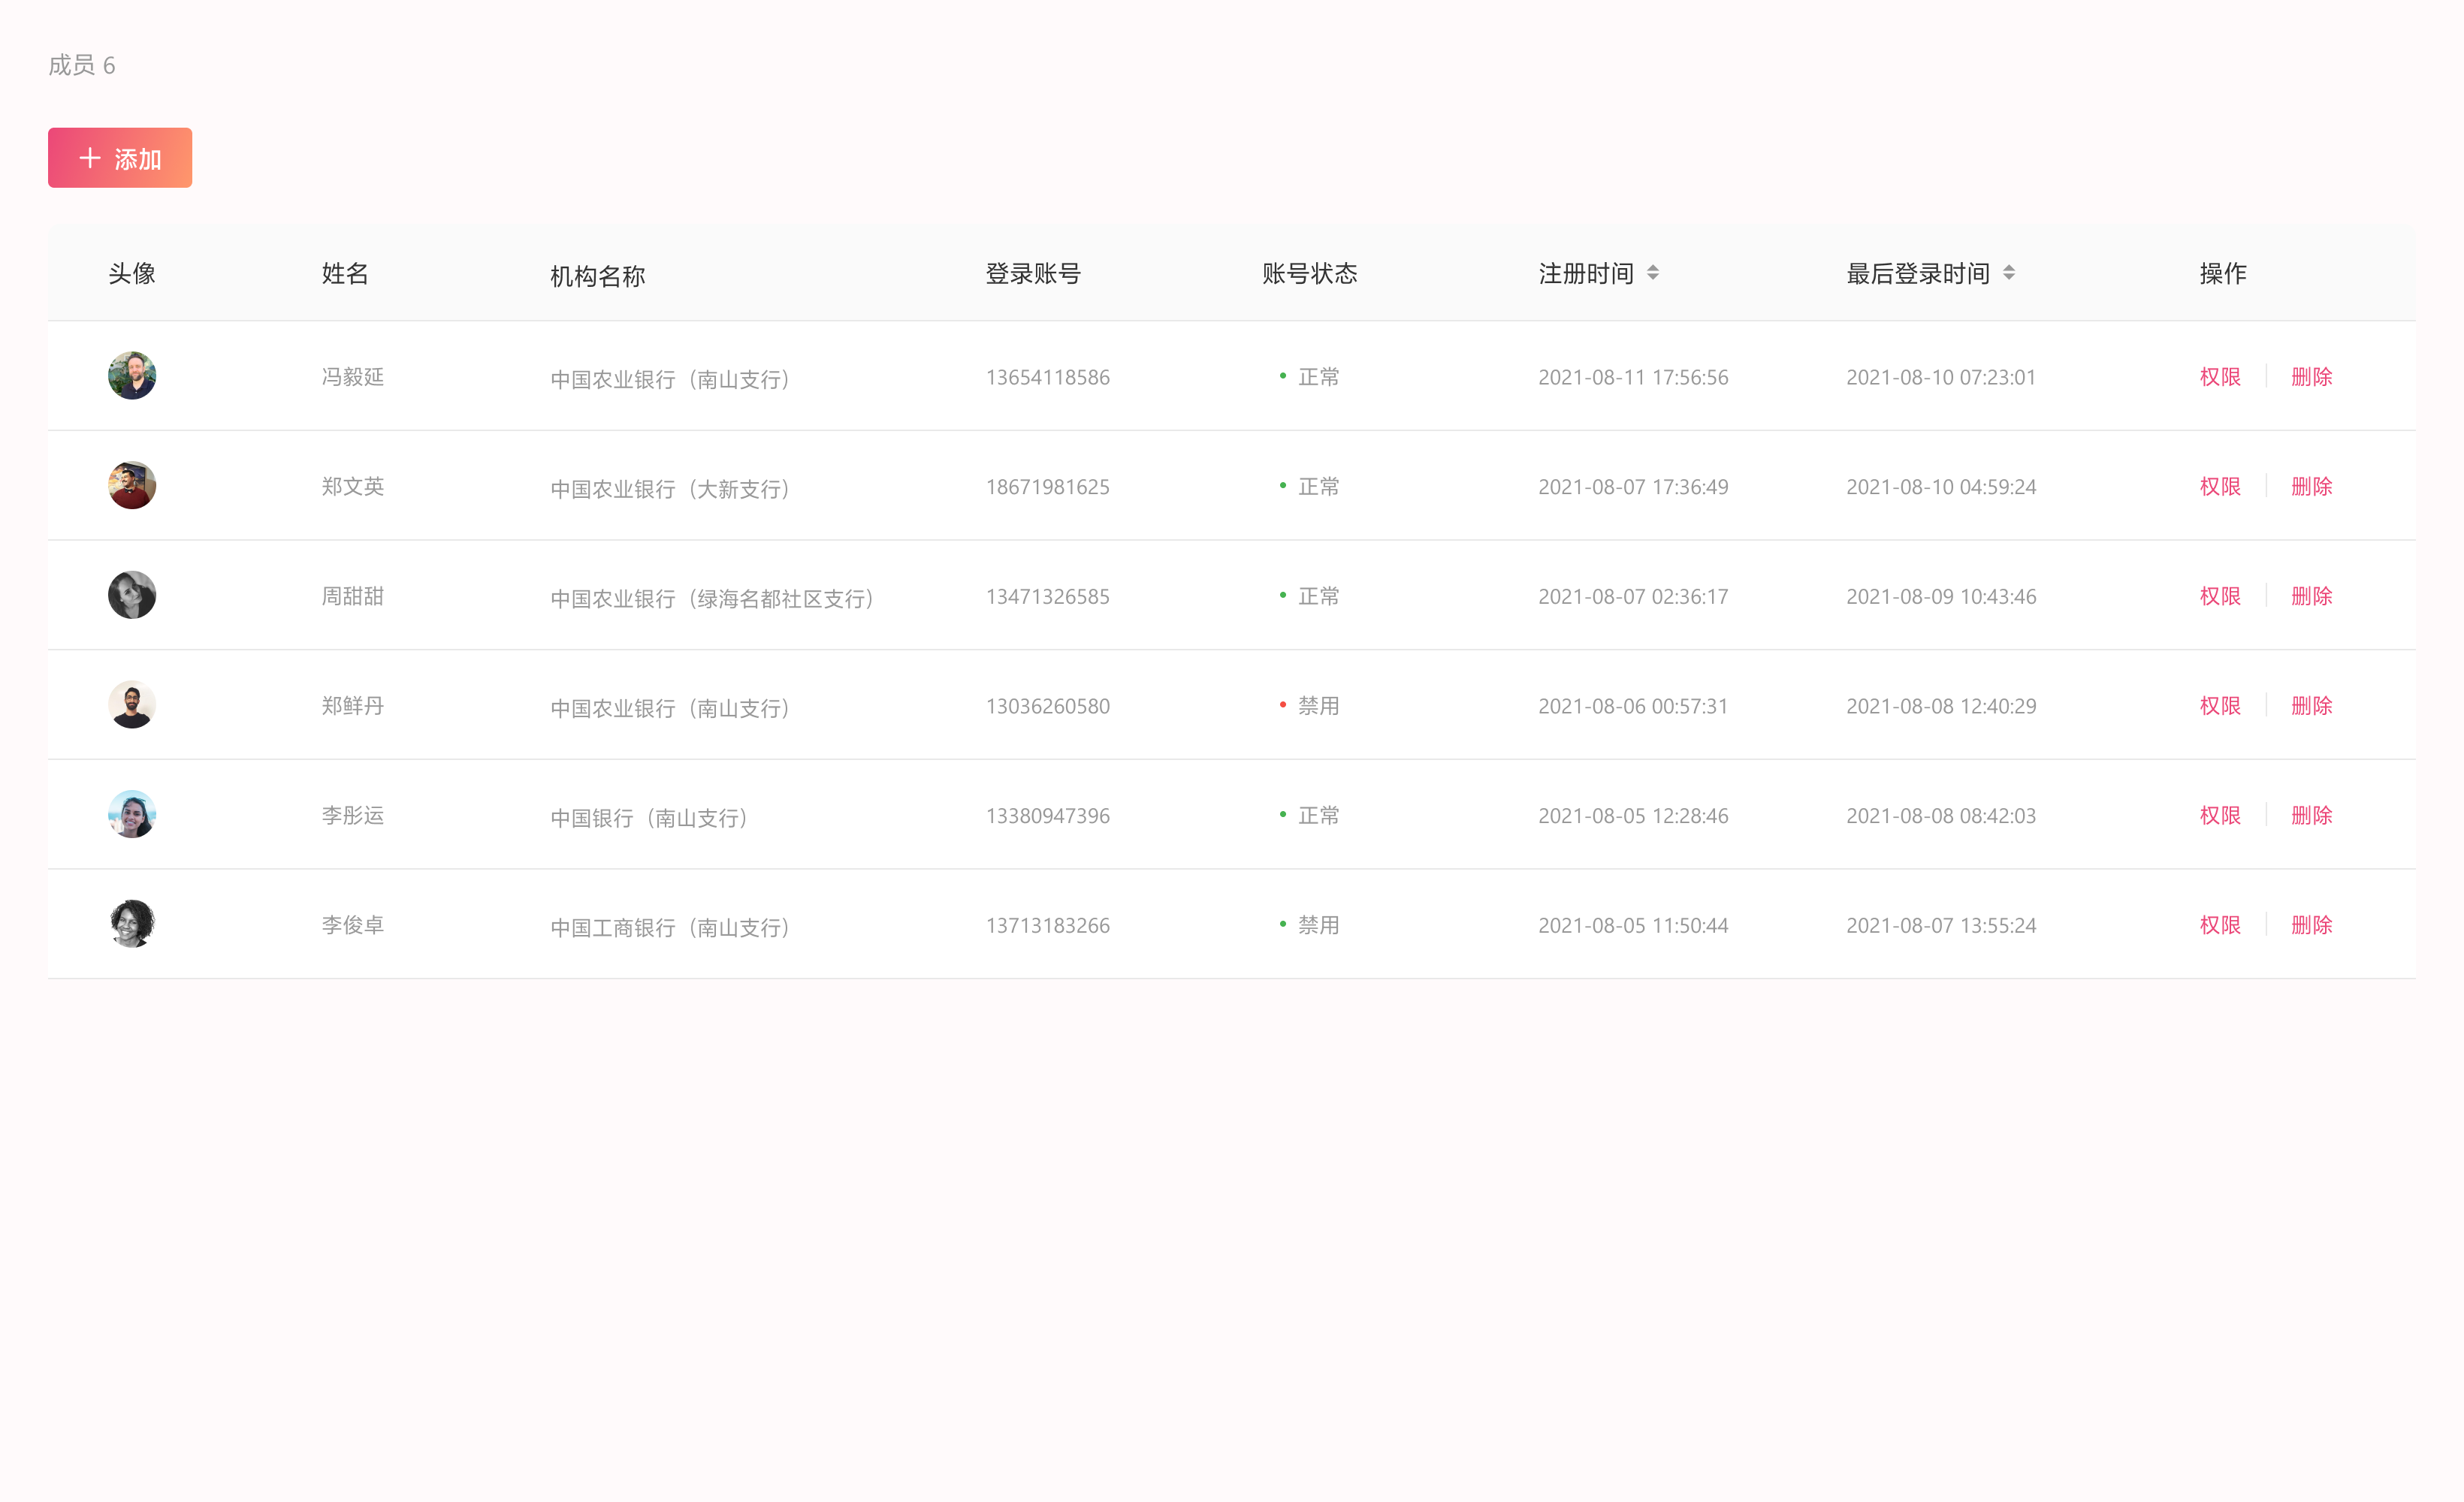 成员 6
添加
头像 姓名 机构名称 登录账号 账号状态 注册时间 最后登录时间 操作
冯毅延 中国农业银行（南山支行） 13654118586 正常 2021-08-11 17:56:56 2021-08-10 07:23:01 权限 删除
郑文英 中国农业银行（大新支行） 18671981625 正常 2021-08-07 17:36:49 2021-08-10 04:59:24 权限 删除
周甜甜 中国农业银行（绿海名都社区支行） 13471326585 正常 2021-08-07 02:36:17 2021-08-09 10:43:46 权限 删除
郑鲜丹 中国农业银行（南山支行） 13036260580 禁用 2021-08-06 00:57:31 2021-08-08 12:40:29 权限 删除
李彤运 中国银行（南山支行） 13380947396 正常 2021-08-05 12:28:46 2021-08-08 08:42:03 权限 删除
李俊卓 中国工商银行（南山支行） 13713183266 禁用 2021-08-05 11:50:44 2021-08-07 13:55:24 权限 删除